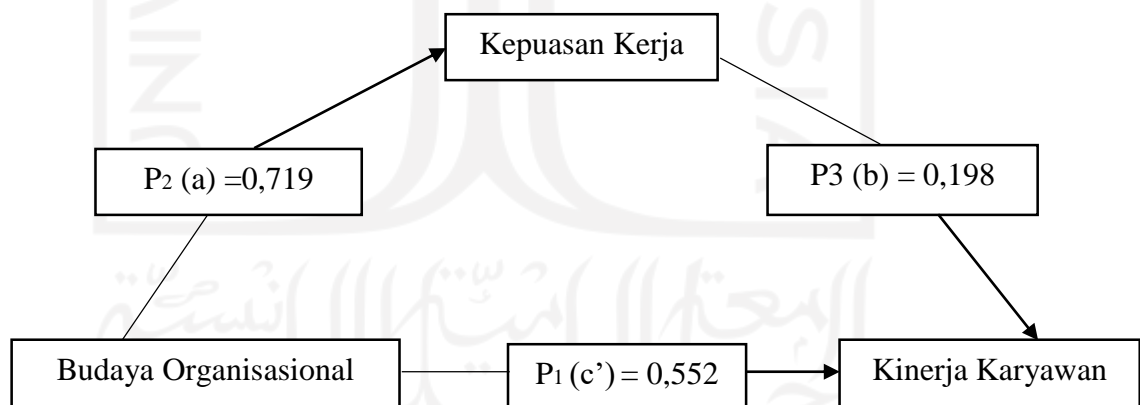 Kepuasan Kerja
P2 (a) =0,719
P3 (b) = 0,198
Budaya Organisasional
P1 (c’) = 0,552
Kinerja Karyawan